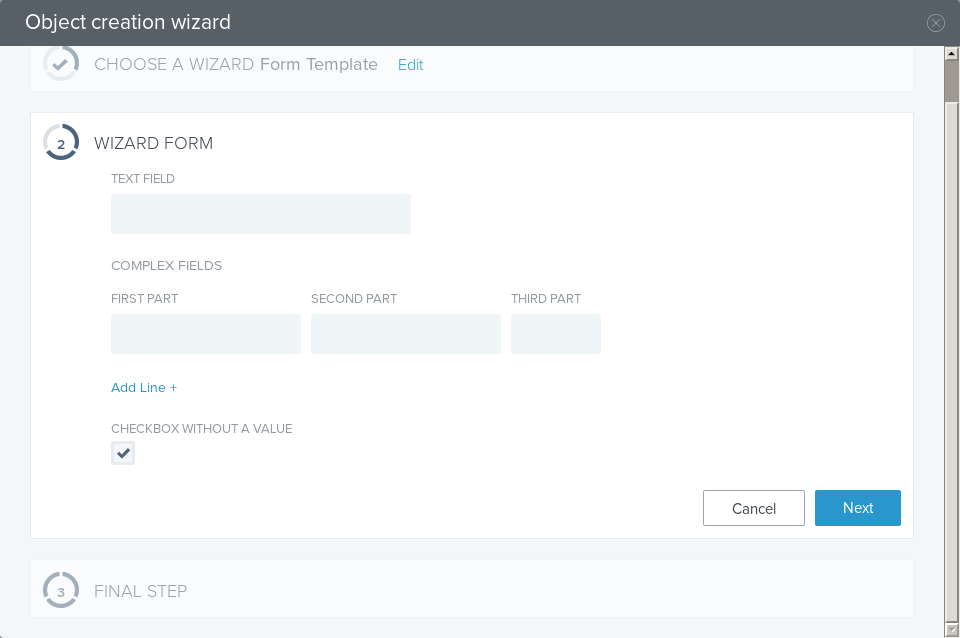 Object creation wizard
CHOOSE A WIZARD Form Template Edit
2 WIZARD FORM
TEXT FIELD
COMPLEX FIELDS
FIRST PART SECOND PART THIRD PART
Add Line +
CHECKBOX WITHOUT A VALUE
Cancel Next
3 FINAL STEP